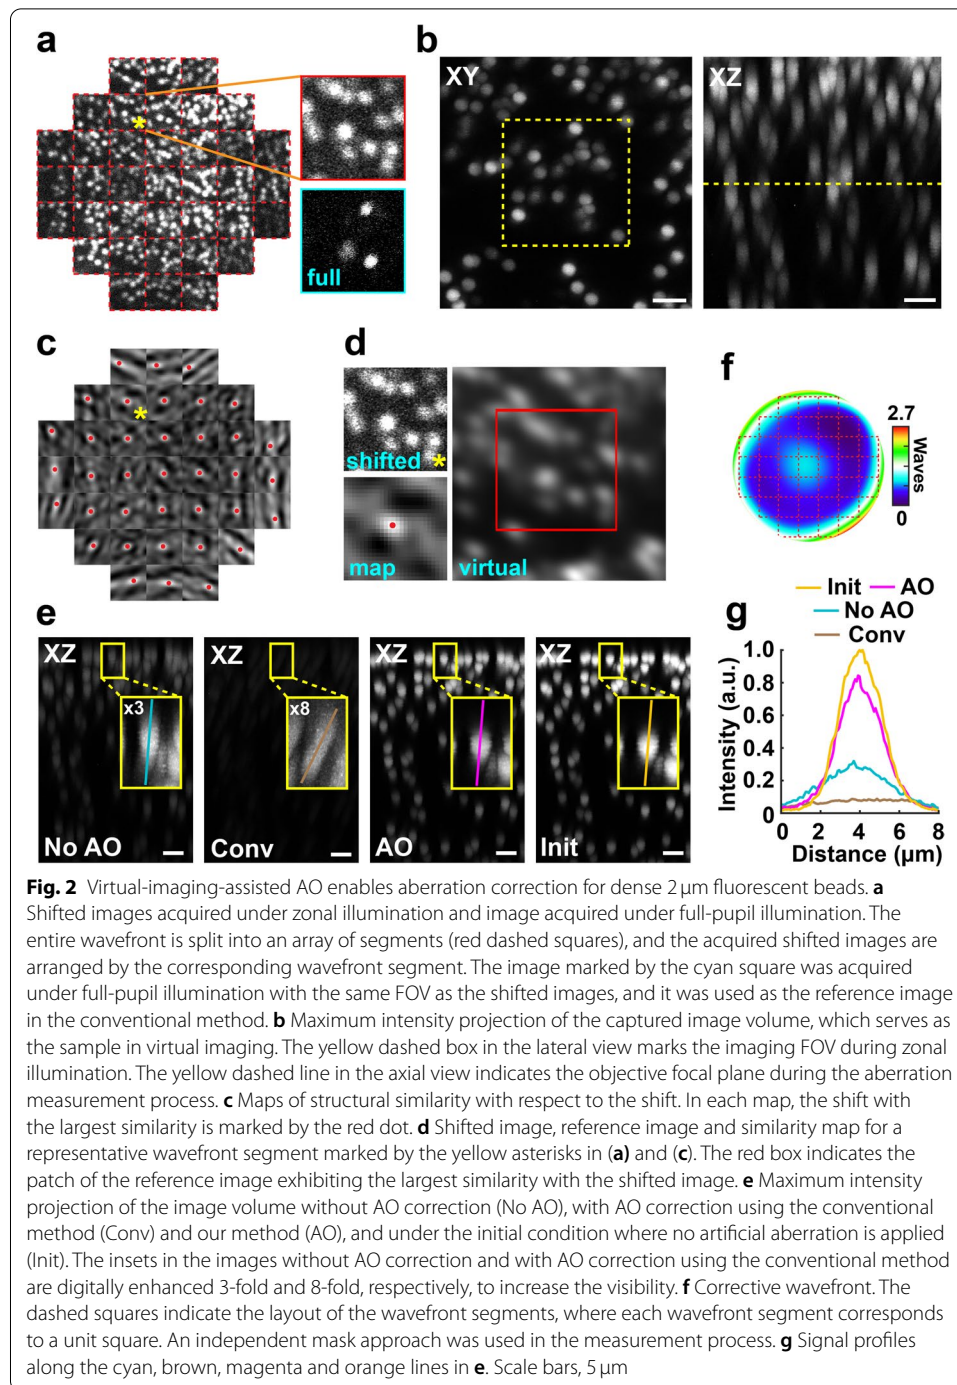 a
full
b
XY
XZ
c
d
shifted
map
virtual
f
2.7
Waves
0
e
XZ
x3
No AO
XZ
x8
Conv
XZ
AO
XZ
Init
g
Init AO
No AO
Conv
Intensity (a.u.)
1.0
0.8
0.6
0.4
0.2
0
0 2 4 6 8
Distance (μm)
Fig. 2 Virtual-imaging-assisted AO enables aberration correction for dense 2 μm fluorescent beads. a
Shifted images acquired under zonal illumination and image acquired under full-pupil illumination. The
entire wavefront is split into an array of segments (red dashed squares), and the acquired shifted images are
arranged by the corresponding wavefront segment. The image marked by the cyan square was acquired
under full-pupil illumination with the same FOV as the shifted images, and it was used as the reference image
in the conventional method. b Maximum intensity projection of the captured image volume, which serves as
the sample in virtual imaging. The yellow dashed box in the lateral view marks the imaging FOV during zonal
illumination. The yellow dashed line in the axial view indicates the objective focal plane during the aberration
measurement process. c Maps of structural similarity with respect to the shift. In each map, the shift with
the largest similarity is marked by the red dot. d Shifted image, reference image and similarity map for a
representative wavefront segment marked by the yellow asterisks in (a) and (c). The red box indicates the
patch of the reference image exhibiting the largest similarity with the shifted image. e Maximum intensity
projection of the image volume without AO correction (No AO), with AO correction using the conventional
method (Conv) and our method (AO), and under the initial condition where no artificial aberration is applied
(Init). The insets in the images without AO correction and with AO correction using the conventional method
are digitally enhanced 3-fold and 8-fold, respectively, to increase the visibility. f Corrective wavefront. The
dashed squares indicate the layout of the wavefront segments, where each wavefront segment corresponds
to a unit square. An independent mask approach was used in the measurement process. g Signal profiles
along the cyan, brown, magenta and orange lines in e. Scale bars, 5 μm